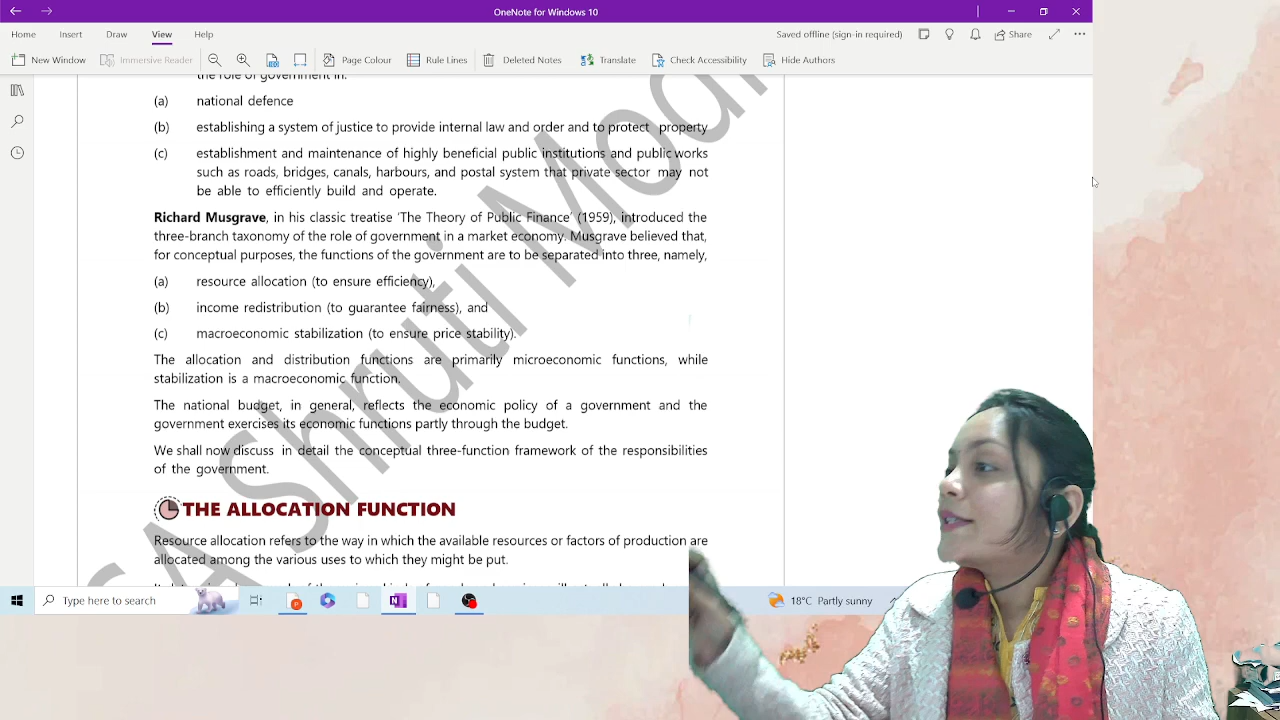 OneNote for Windows 10
Home Insert Draw View Help
Saved offline (sign-in required) Share
New Window Immersive Reader Page Colour Rule Lines Deleted Notes Translate Check Accessibility Hide Authors
the role of government in:
(a) national defence
(b) establishing a system of justice to provide internal law and order and to protect property
(c) establishment and maintenance of highly beneficial public institutions and public works
such as roads, bridges, canals, harbours, and postal system that private sector may not
be able to efficiently build and operate.
Richard Musgrave, in his classic treatise ‘The Theory of Public Finance’ (1959), introduced the
three-branch taxonomy of the role of government in a market economy. Musgrave believed that,
for conceptual purposes, the functions of the government are to be separated into three, namely,
(a) resource allocation (to ensure efficiency),
(b) income redistribution (to guarantee fairness), and
(c) macroeconomic stabilization (to ensure price stability).
The allocation and distribution functions are primarily microeconomic functions, while
stabilization is a macroeconomic function.
The national budget, in general, reflects the economic policy of a government and the
government exercises its economic functions partly through the budget.
We shall now discuss in detail the conceptual three-function framework of the responsibilities
of the government.
THE ALLOCATION FUNCTION
Resource allocation refers to the way in which the available resources or factors of production are
allocated among the various uses to which they might be put.
Type here to search
18°C Partly sunny